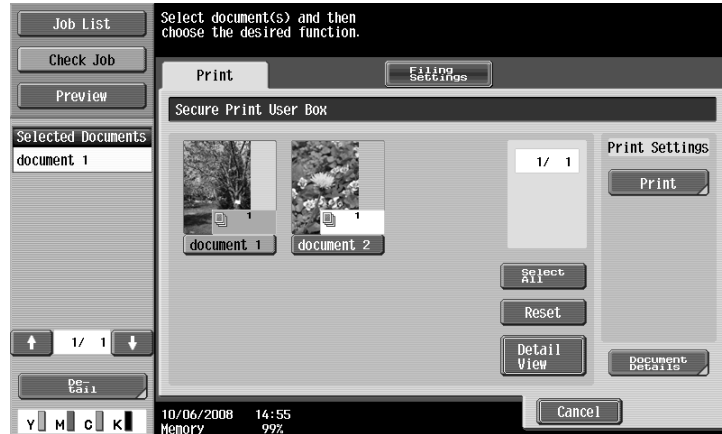 Job List
Select document(s) and then
choose the desired function.
Check Job
Print
Filing
Settings
Preview
Secure Print User Box
Selected Documents
document 1
1/ 1
Print Settings
Print
1
1
document 1
document 2
Select
All
Reset
1/ 1
Detail
View
Document
Details
De-
tail
Y M C K
10/06/2008 14:55
Memory 99%
Cancel